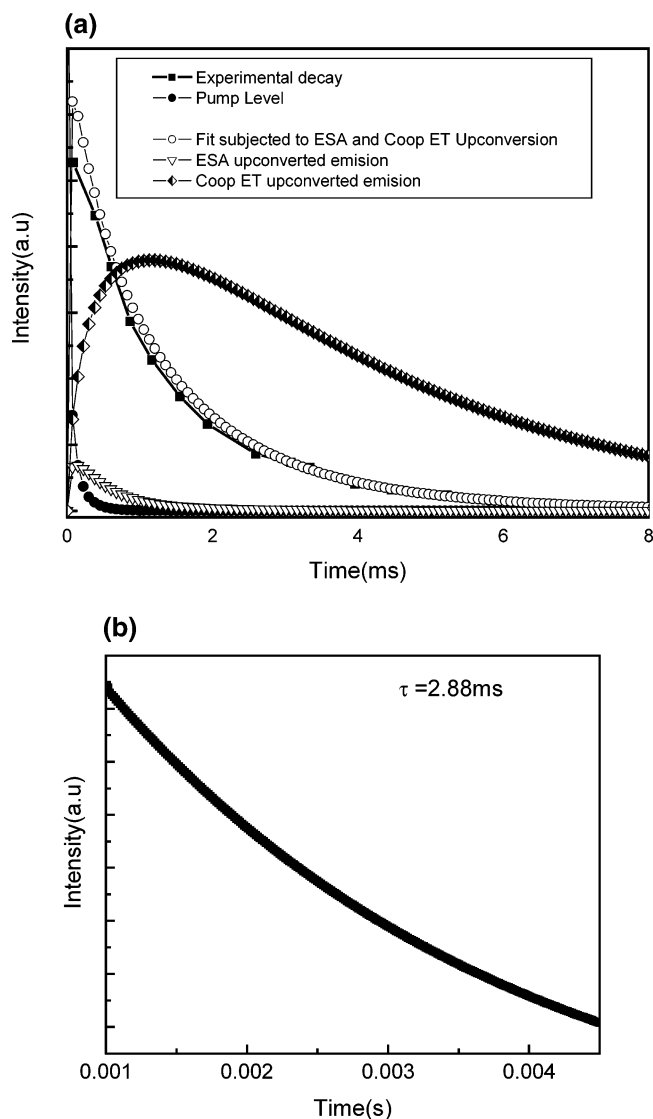 (a)
Experimental decay
Pump Level
Fit subjected to ESA and Coop ET Upconversion
ESA upconverted emision
Coop ET upconverted emision
Intensity(a.u)
0 2 4 6 8
Time(ms)
(b)
τ =2.88ms
Intensity(a.u)
0.001 0.002 0.003 0.004
Time(s)